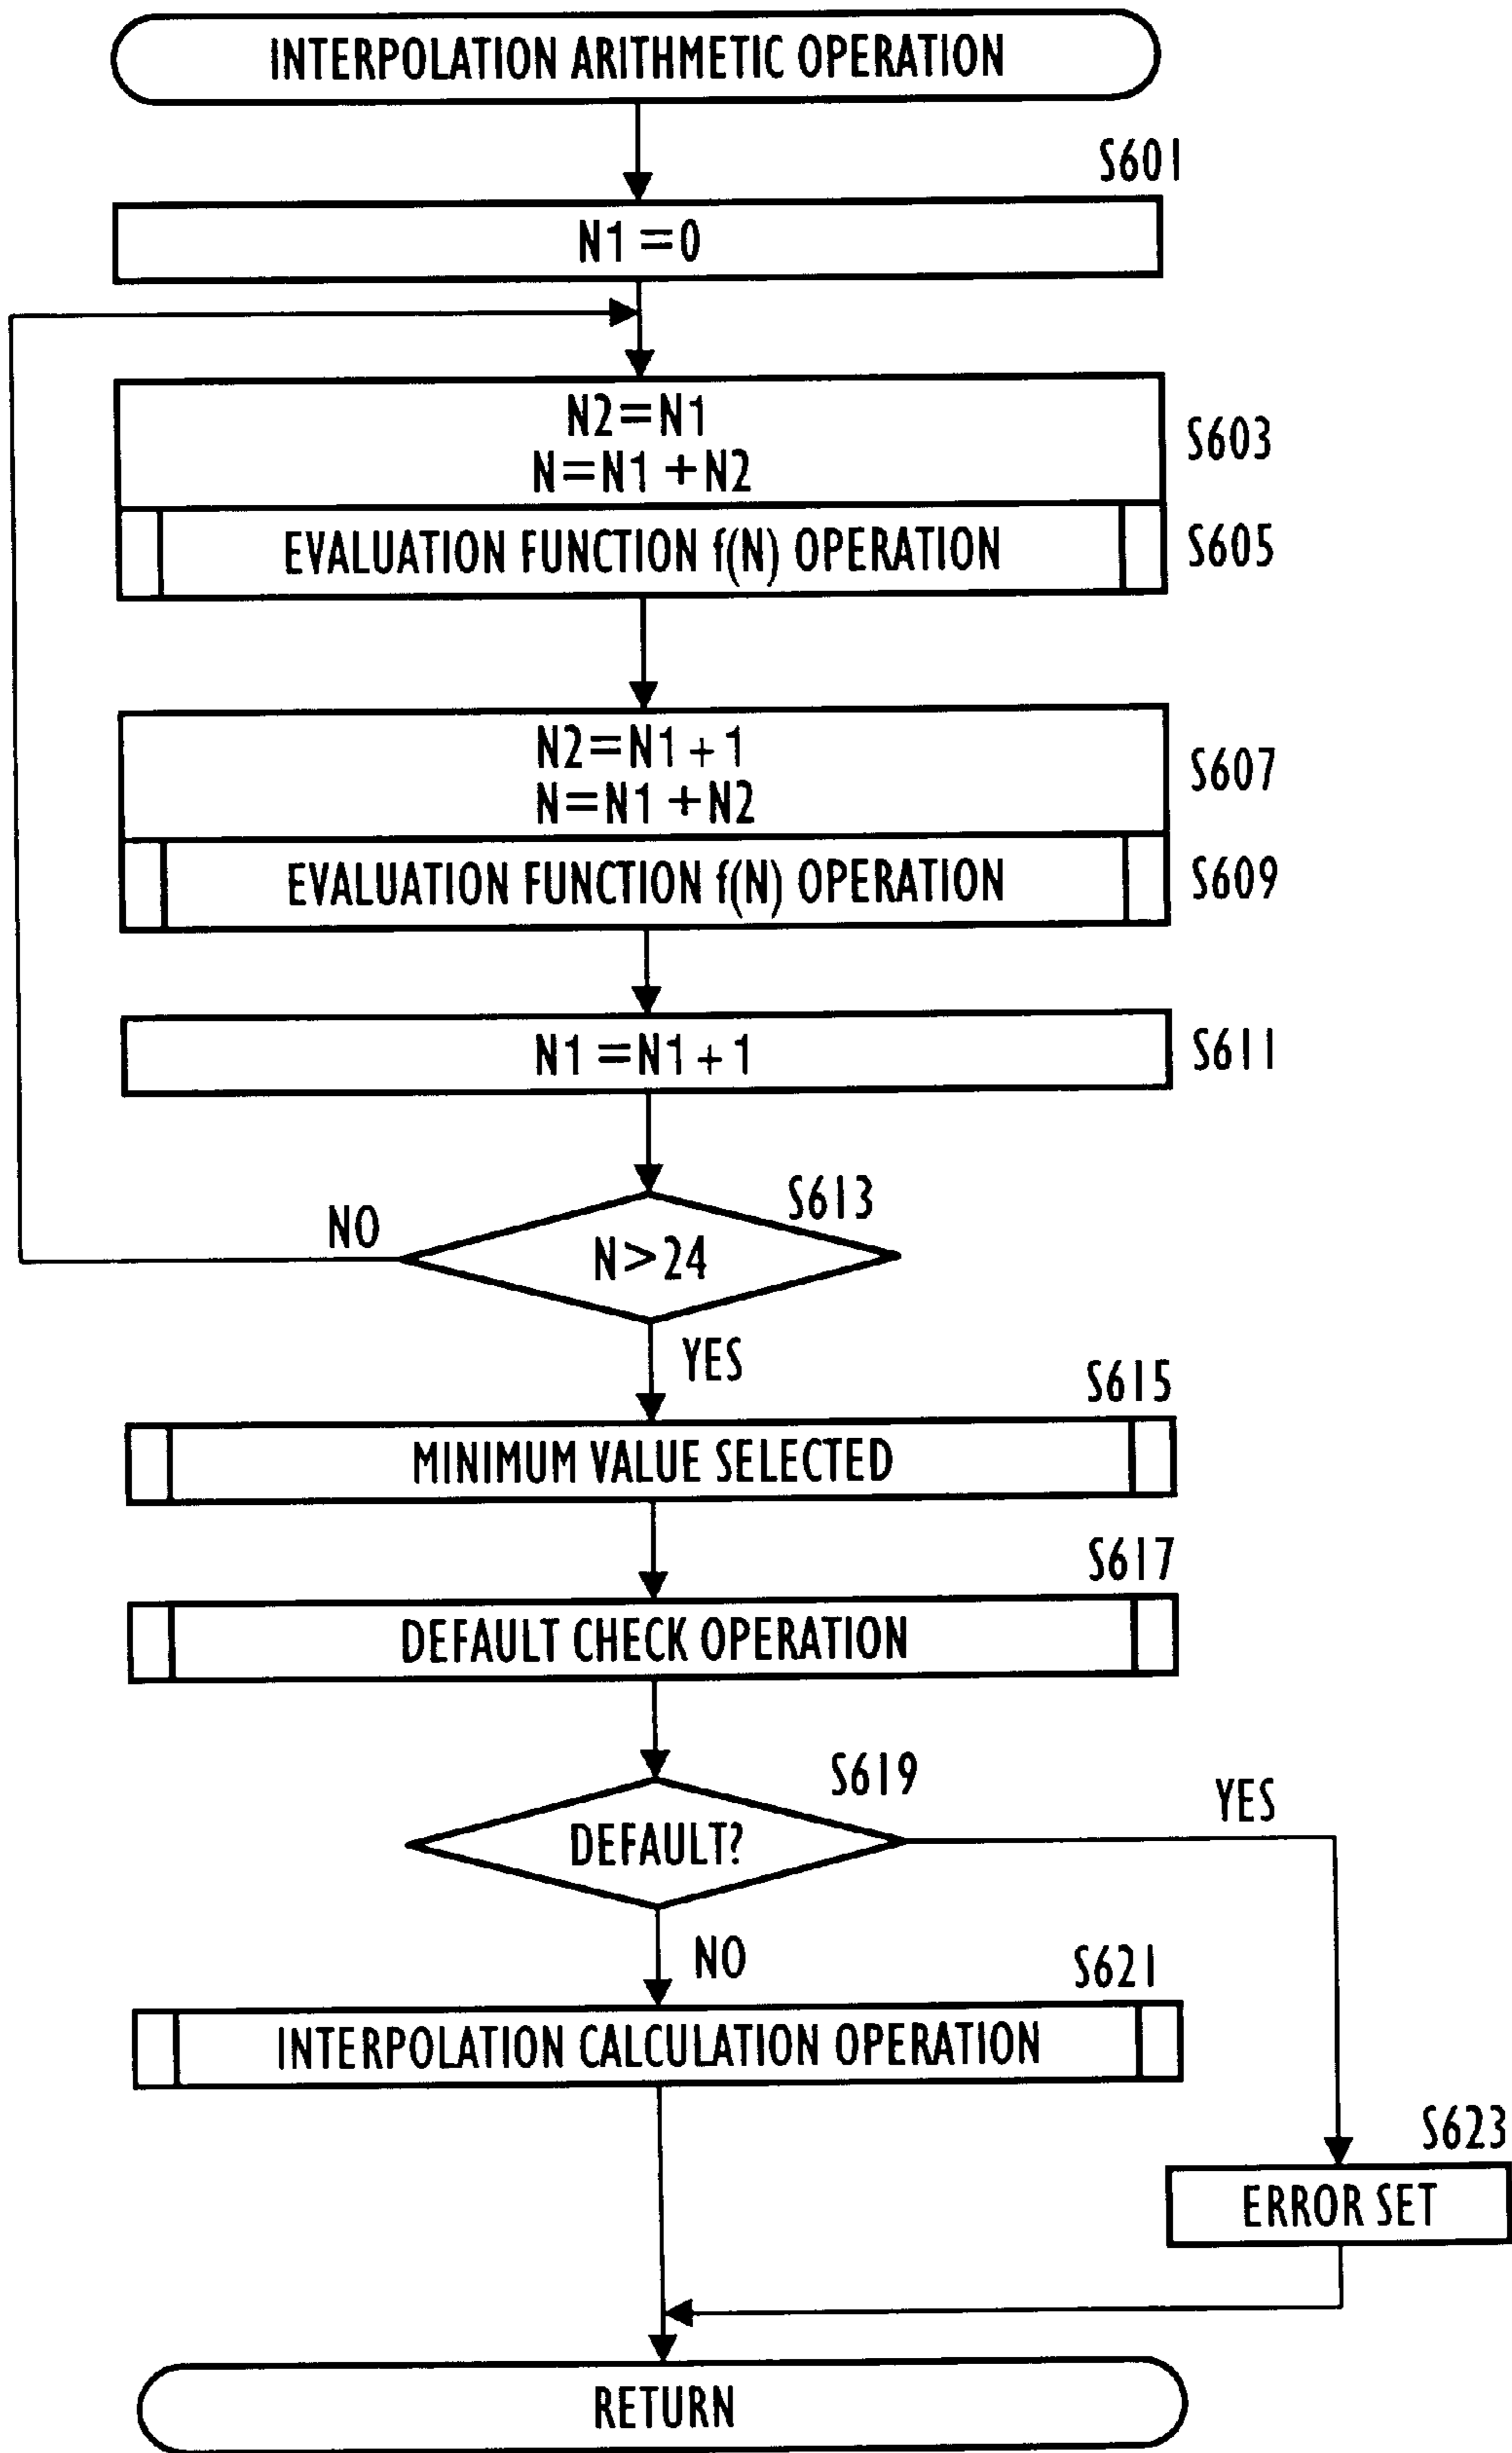 INTERPOLATION ARITHMETIC OPERATION
S601
N1=0
N2=N1
N=N1+N2
S603
EVALUATION FUNCTION f(N) OPERATION
S605
N2=N1+1
N=N1+N2
S607
EVALUATION FUNCTION f(N) OPERATION
S609
N1=N1+1
S611
S613
NO
N>24
YES
S615
MINIMUM VALUE SELECTED
S617
DEFAULT CHECK OPERATION
S619
YES
DEFAULT?
NO
S621
INTERPOLATION CALCULATION OPERATION
S623
ERROR SET
RETURN